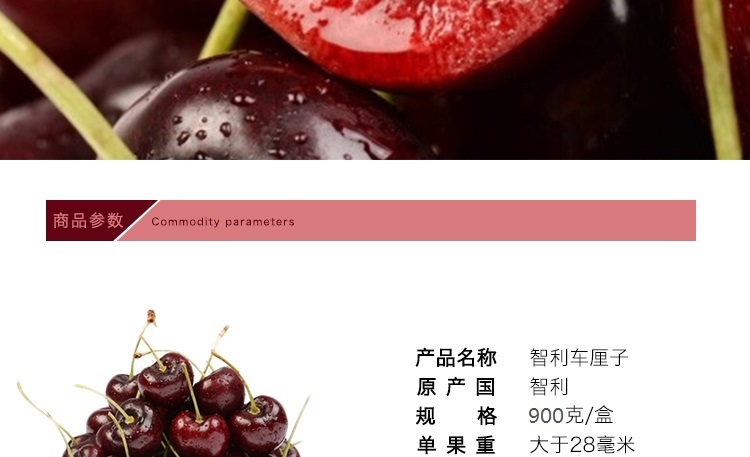 商品参数 Commodity parameters
产品名称 智利车厘子
原产国 智利
规格 900克/盒
单果重 大于28毫米